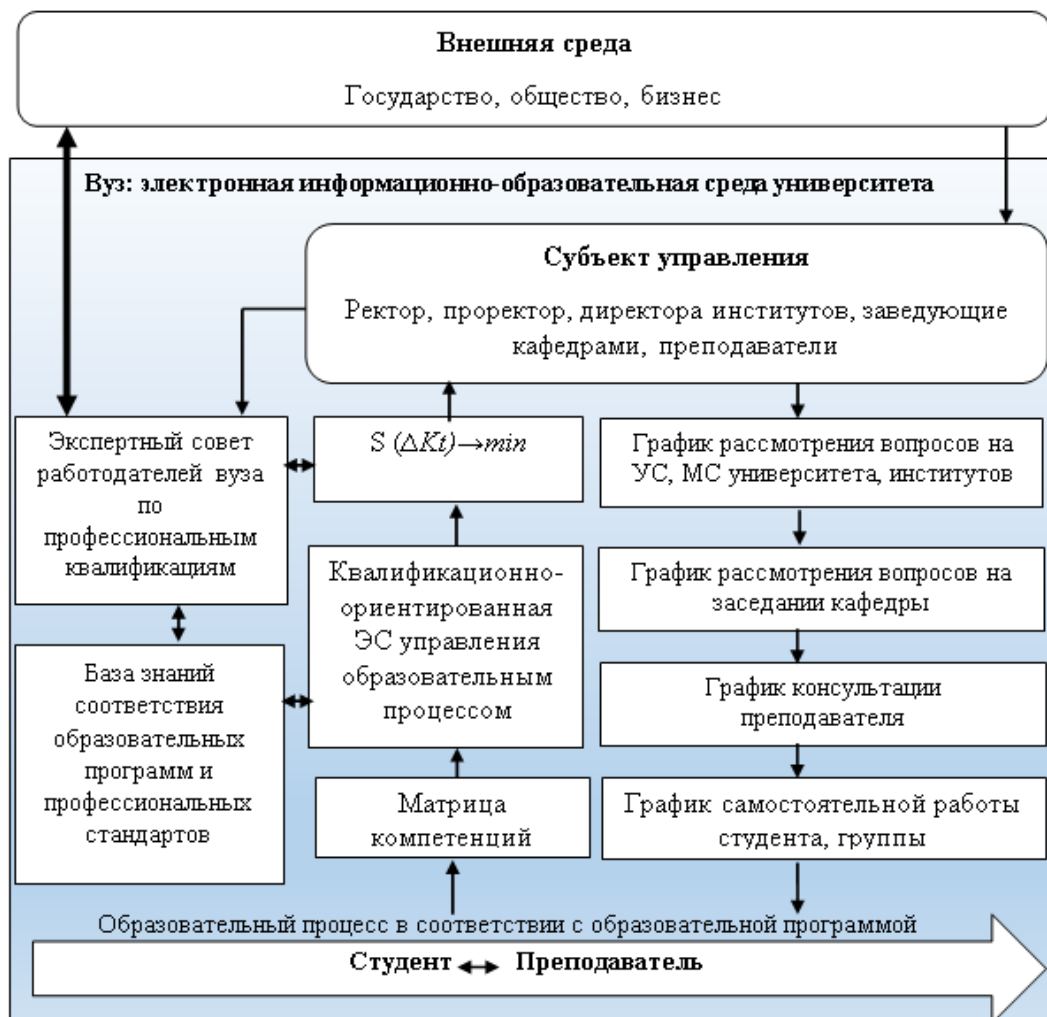 Внешняя среда
Государство, общество, бизнес
Вуз: электронная информационно-образовательная среда университета
Субъект управления
Ректор, проректор, директора институтов, заведующие
кафедрами, преподаватели
Экспертный совет
работодателей вуза
по
профессиональным
квалификациям
S (ΔKt)→min
График рассмотрения вопросов на
УС, МС университета, институтов
Квалификационно-
ориентированная
ЭС управления
образовательным
процессом
График рассмотрения вопросов на
заседании кафедры
База знаний
соответствия
образовательных
программ и
профессиональных
стандартов
График консультации
преподавателя
Матрица
компетенций
График самостоятельной работы
студента, группы
Образовательный процесс в соответствии с образовательной программой
Студент ↔ Преподаватель